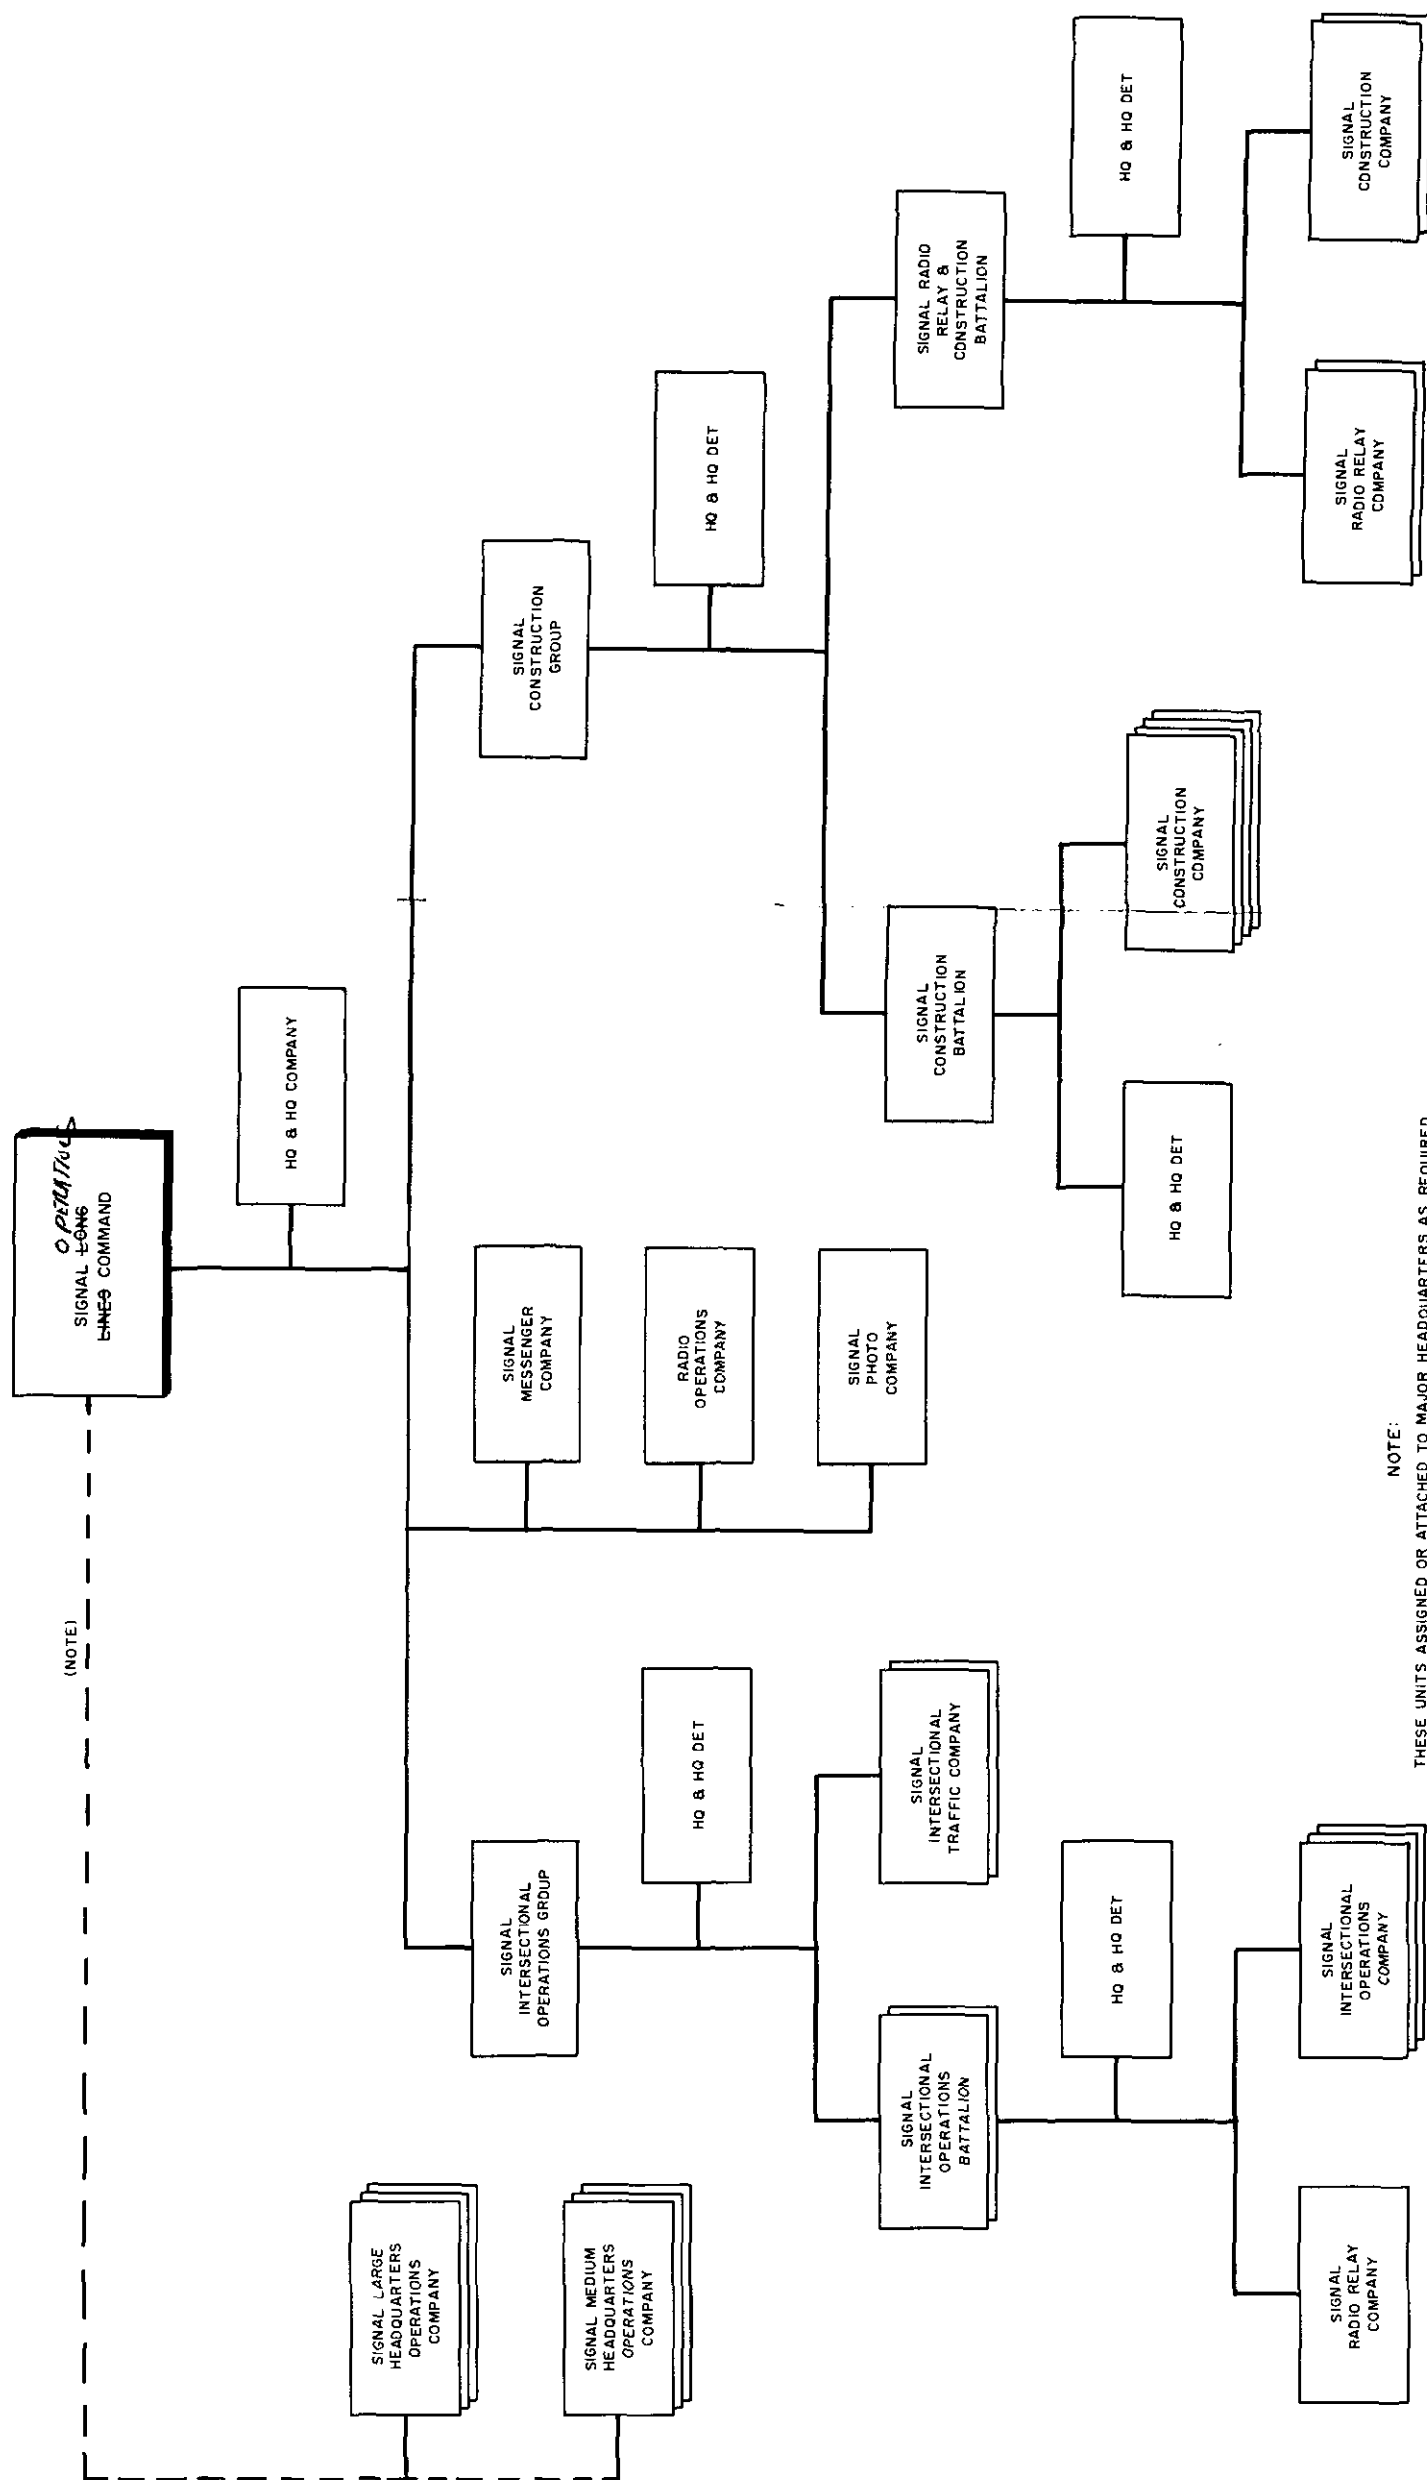 OPERATIONS
SIGNAL LONG
LINES COMMAND
(NOTE)
HQ & HQ COMPANY
SIGNAL LARGE
HEADQUARTERS
OPERATIONS
COMPANY
SIGNAL MEDIUM
HEADQUARTERS
OPERATIONS
COMPANY
SIGNAL
INTERSECTIONAL
OPERATIONS GROUP
SIGNAL
MESSENGER
COMPANY
SIGNAL
CONSTRUCTION
GROUP
HQ & HQ DET
RADIO
OPERATIONS
COMPANY
HQ & HQ DET
SIGNAL
PHOTO
COMPANY
SIGNAL
INTERSECTIONAL
OPERATIONS
BATTALION
SIGNAL
INTERSECTIONAL
TRAFFIC COMPANY
SIGNAL
CONSTRUCTION
BATTALION
SIGNAL RADIO
RELAY &
CONSTRUCTION
BATTALION
HQ & HQ DET
HQ & HQ DET
SIGNAL
CONSTRUCTION
COMPANY
HQ & HQ DET
SIGNAL
RADIO RELAY
COMPANY
SIGNAL
INTERSECTIONAL
OPERATIONS
COMPANY
SIGNAL
RADIO RELAY
COMPANY
SIGNAL
CONSTRUCTION
COMPANY
NOTE:
THESE UNITS ASSIGNED OR ATTACHED TO MAJOR HEADQUARTERS AS REQUIRED